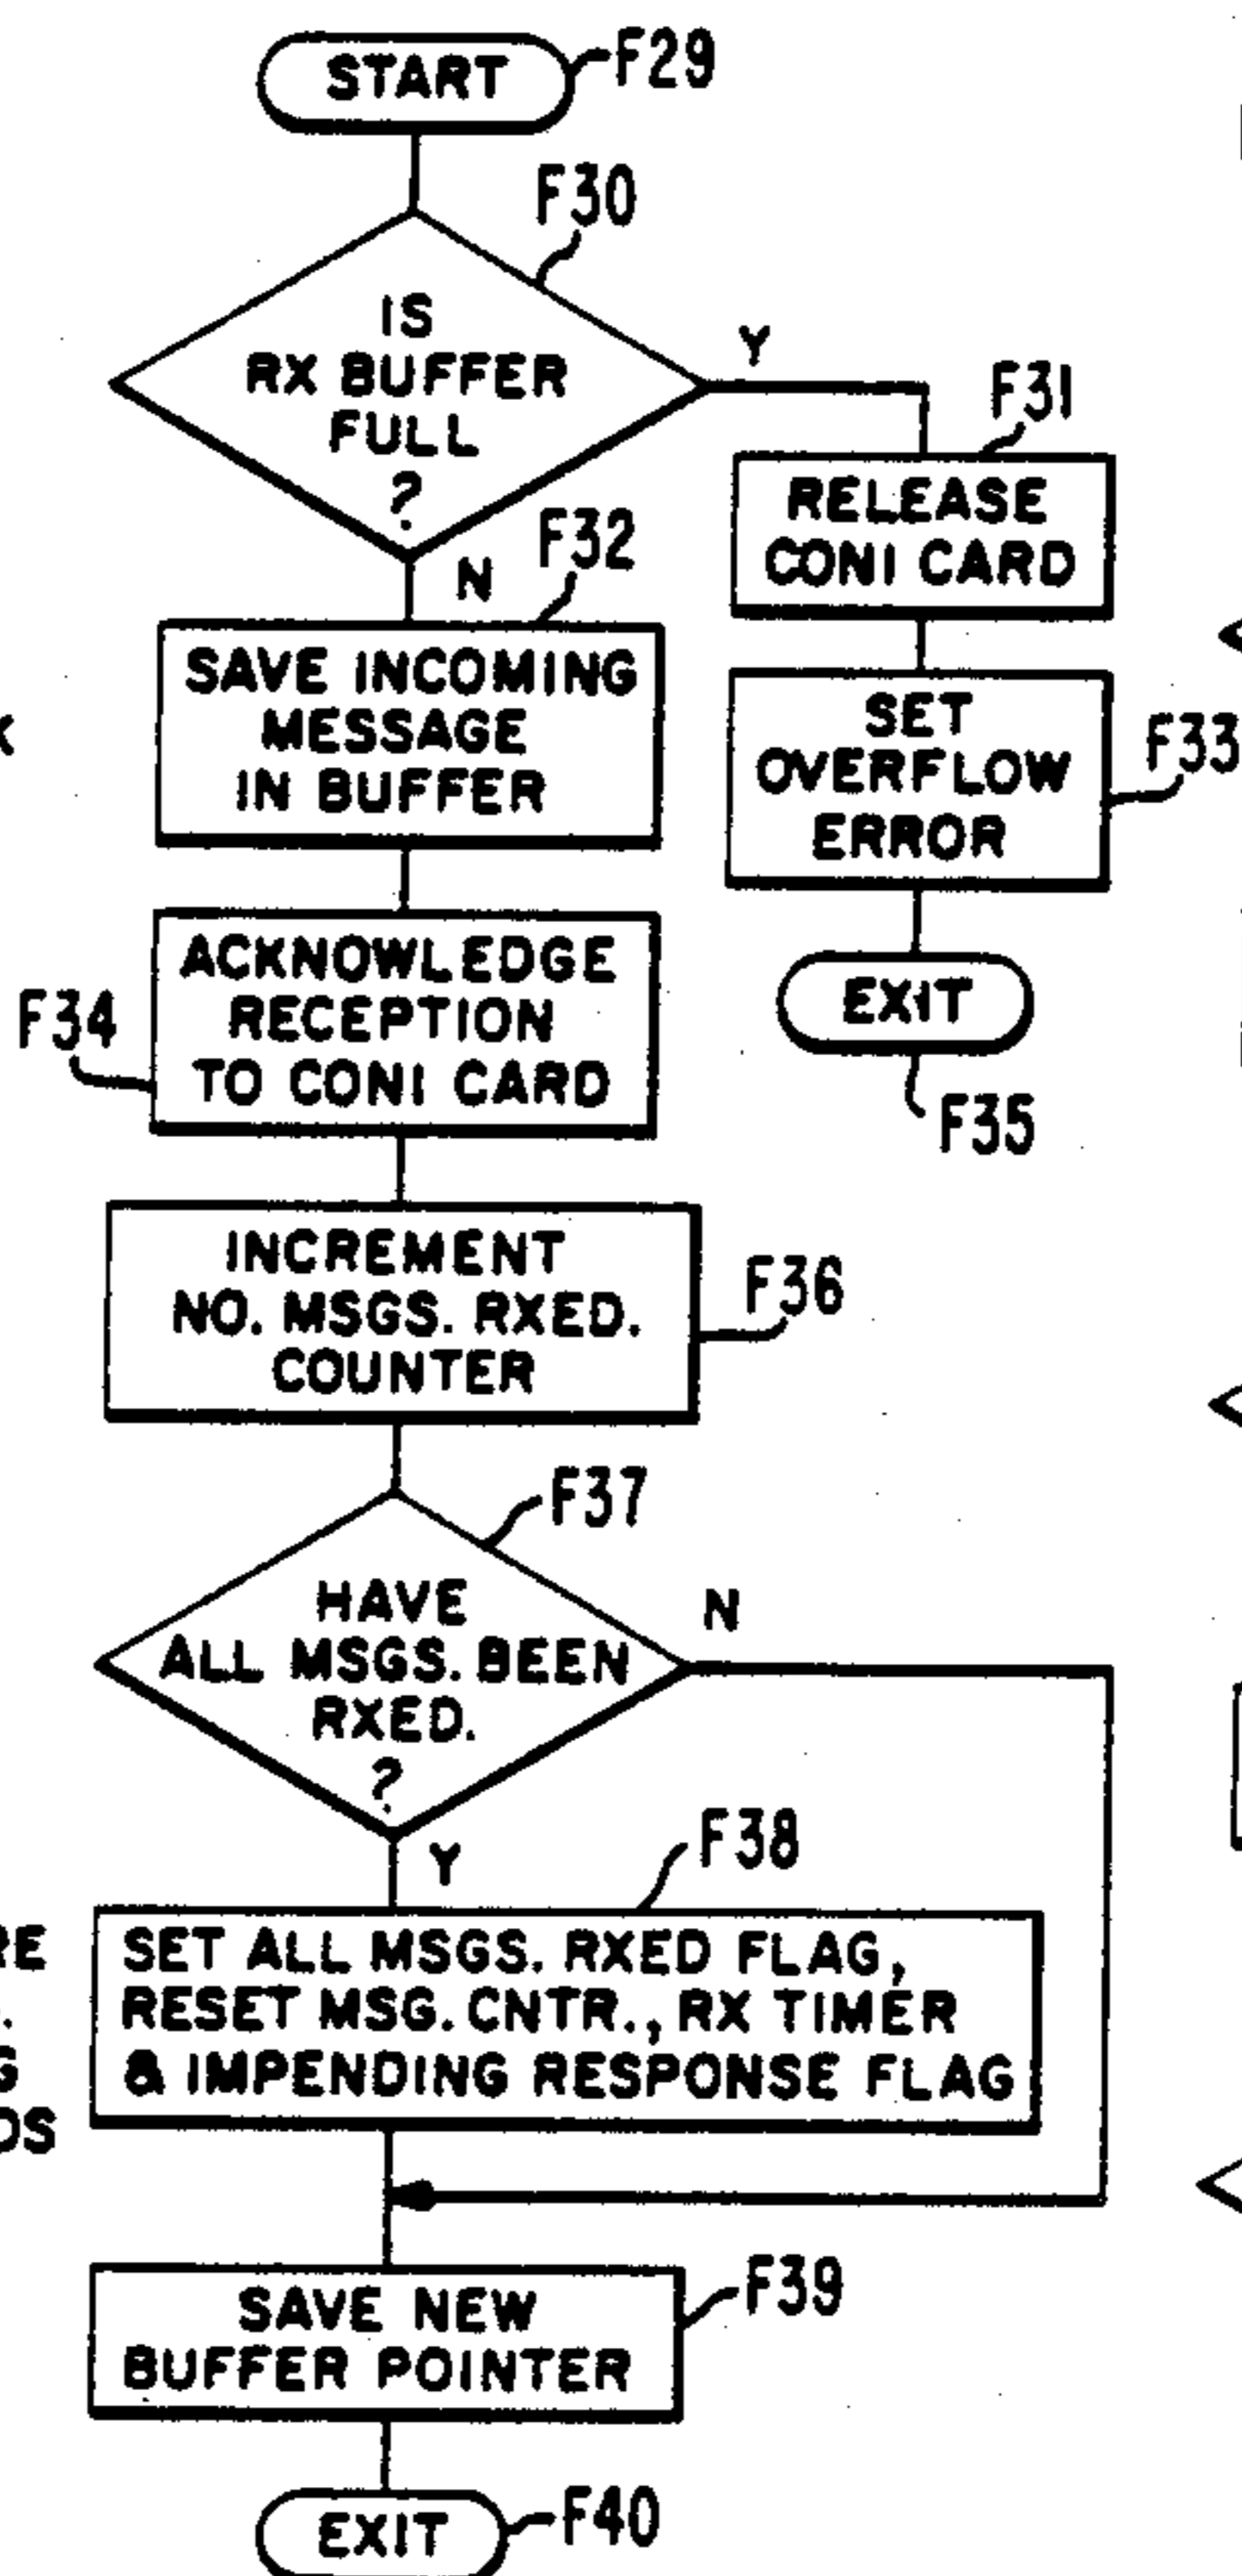 START
F29
F30
IS
RX BUFFER
FULL
?
Y
N
F31
RELEASE
CONI CARD
F32
SAVE INCOMING
MESSAGE
IN BUFFER
SET
OVERFLOW
ERROR
F33
X
F34
ACKNOWLEDGE
RECEPTION
TO CONI CARD
EXIT
F35
INCREMENT
NO. MSGS. RXED.
COUNTER
F36
F37
HAVE
ALL MSGS. BEEN
RXED.
?
N
Y
F38
SET ALL MSGS. RXED FLAG,
RESET MSG. CNTR., RX TIMER
& IMPENDING RESPONSE FLAG
RE
.
G
DS
SAVE NEW
BUFFER POINTER
F39
EXIT
F40